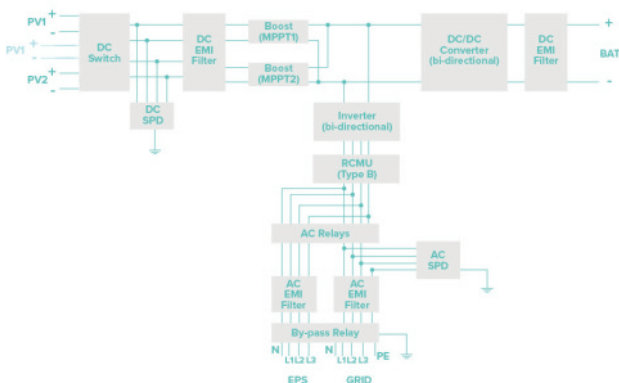 PV1 +
-
PV1 +
-
PV2 +
-
DC
Switch
DC
SPD
DC
EMI
Filter
Boost
(MPPT1)
Boost
(MPPT2)
DC/DC
Converter
(bi-directional)
DC
EMI
Filter
+
BAT
-
Inverter
(bi-directional)
RCMU
(Type B)
AC Relays
AC
SPD
AC
EMI
Filter
AC
EMI
Filter
By-pass Relay
N L1 L2 L3 N L1 L2 L3 PE
EPS GRID